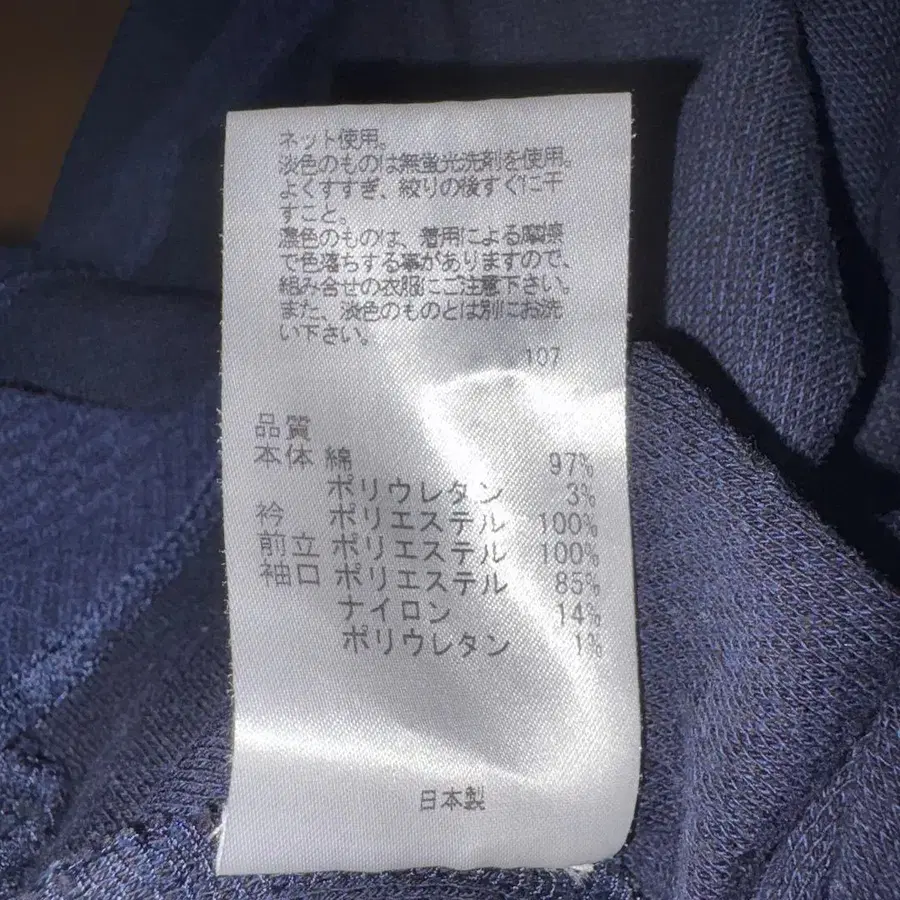 ネット使用。
淡色のものは無蛍光洗剤を使用。
よくすすぎ、絞りの後すぐに干
すこと。
濃色のものは、着用による摩擦
で色落ちする事がありますので、
組み合せの衣服にご注意下さい。
また、淡色のものとは別にお洗
い下さい。
107
品質
本体 綿 97%
ポリウレタン 3%
衿 ポリエステル 100%
前立 ポリエステル 100%
袖口 ポリエステル 85%
ナイロン 14%
ポリウレタン 1%
日本製